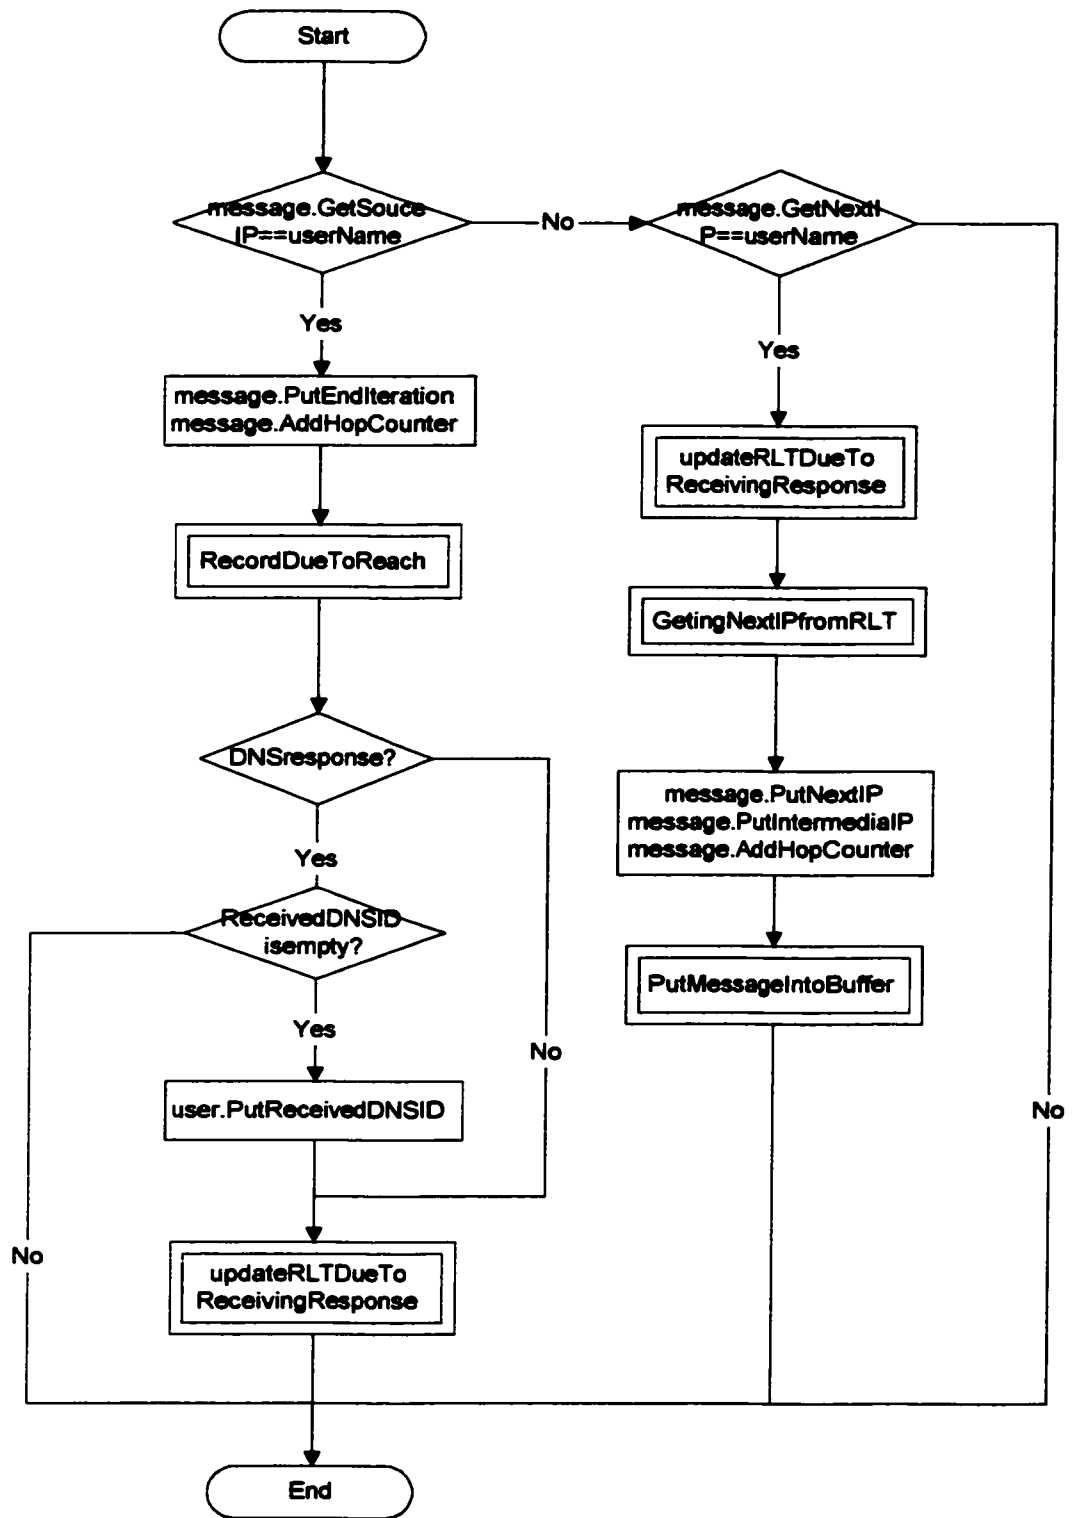 Start
message.GetSouce
IP==userName
No
message.GetNextI
P==userName
Yes
message.PutEndIteration
message.AddHopCounter
Yes
updateRLTDueTo
ReceivingResponse
RecordDueToReach
GetingNextIPfromRLT
DNSresponse?
message.PutNextIP
message.PutIntermediaIP
message.AddHopCounter
Yes
ReceivedDNSID
isempty?
PutMessageIntoBuffer
Yes
No
user.PutReceivedDNSID
No
No
updateRLTDueTo
ReceivingResponse
End